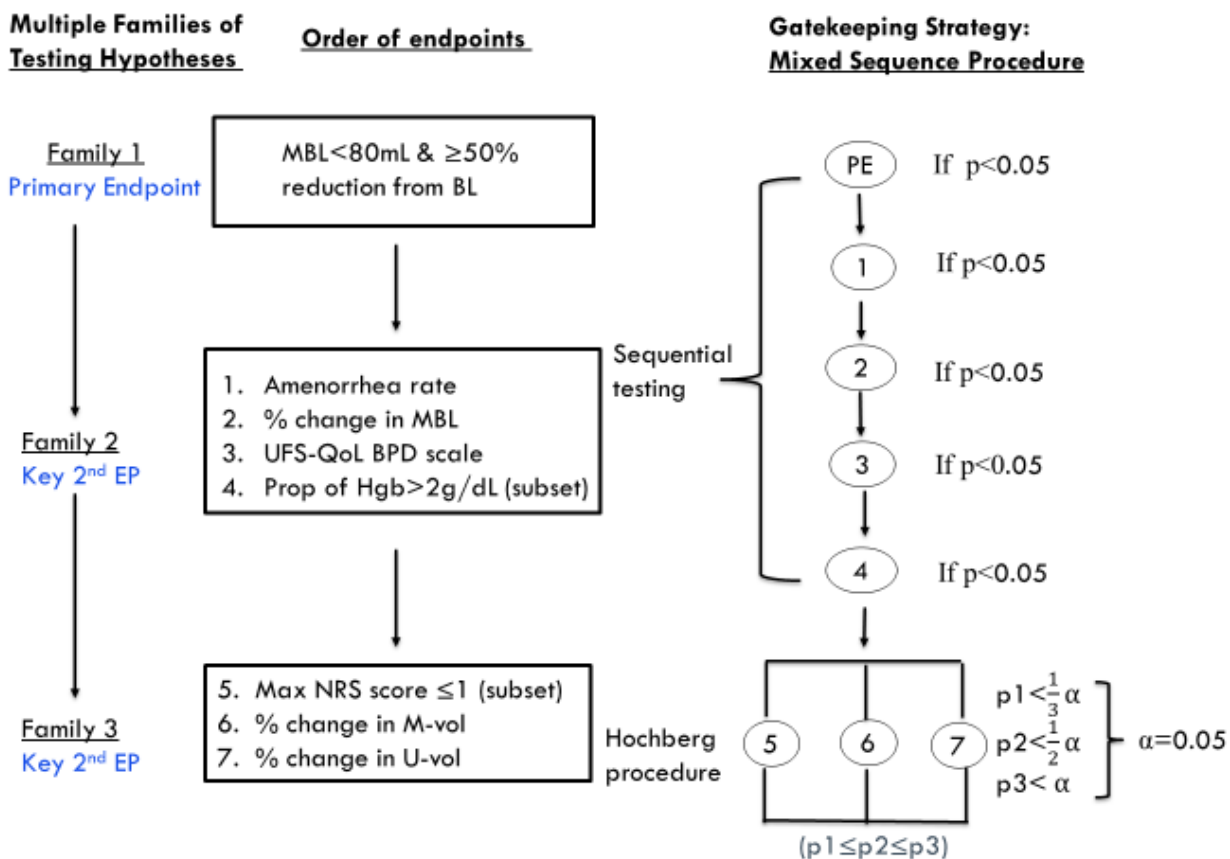 Multiple Families of
Testing Hypotheses
Order of endpoints
Gatekeeping Strategy:
Mixed Sequence Procedure
Family 1
Primary Endpoint
MBL<80mL & ≥50%
reduction from BL
PE
If p<0.05
1
If p<0.05
Family 2
Key 2nd EP
1. Amenorrhea rate
2. % change in MBL
3. UFS-QoL BPD scale
4. Prop of Hgb>2g/dL (subset)
Sequential
testing
2
If p<0.05
3
If p<0.05
4
If p<0.05
Family 3
Key 2nd EP
5. Max NRS score ≤1 (subset)
6. % change in M-vol
7. % change in U-vol
Hochberg
procedure
5 6 7
p1<1/3 α
p2<1/2 α
p3< α
α=0.05
(p1≤p2≤p3)